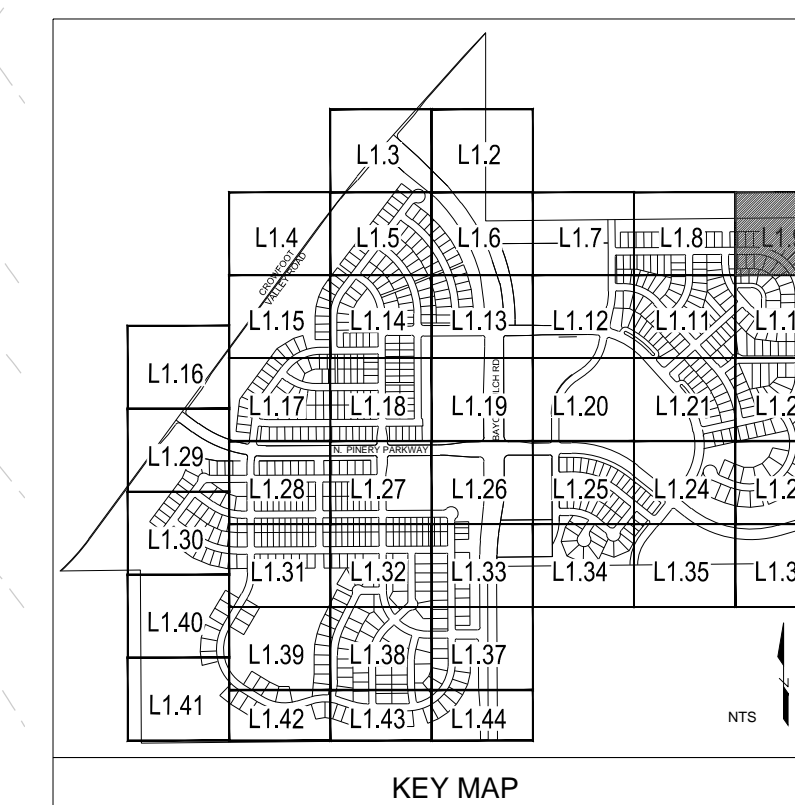 L1.3 L1.2
L1.4 L1.5 L1.6 L1.7 L1.8
CROWFOOT
VALLEY ROAD
L1.15 L1.14 L1.13 L1.12 L1.11
L1.16
L1.17 L1.18 L1.19 L1.20 L1.21
N. PINERY PARKWAY
L1.29
L1.28 L1.27 L1.26 L1.25 L1.24
L1.30
L1.31 L1.32 L1.33 L1.34 L1.35
L1.40
L1.39 L1.38 L1.37
L1.41
L1.42 L1.43 L1.44
N
NTS
KEY MAP